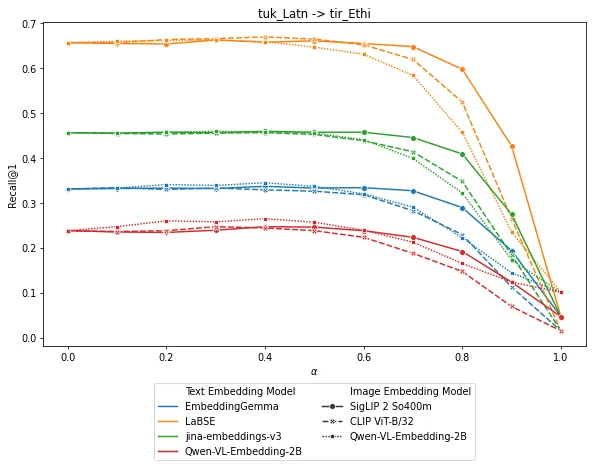 tuk_Latn -> tir_Ethi
0.7
0.6
0.5
0.4
0.3
0.2
0.1
0.0
Recall@1
0.0 0.2 0.4 0.6 0.8 1.0
α
Text Embedding Model Image Embedding Model
EmbeddingGemma SigLIP 2 So400m
LaBSE CLIP ViT-B/32
jina-embeddings-v3 Qwen-VL-Embedding-2B
Qwen-VL-Embedding-2B